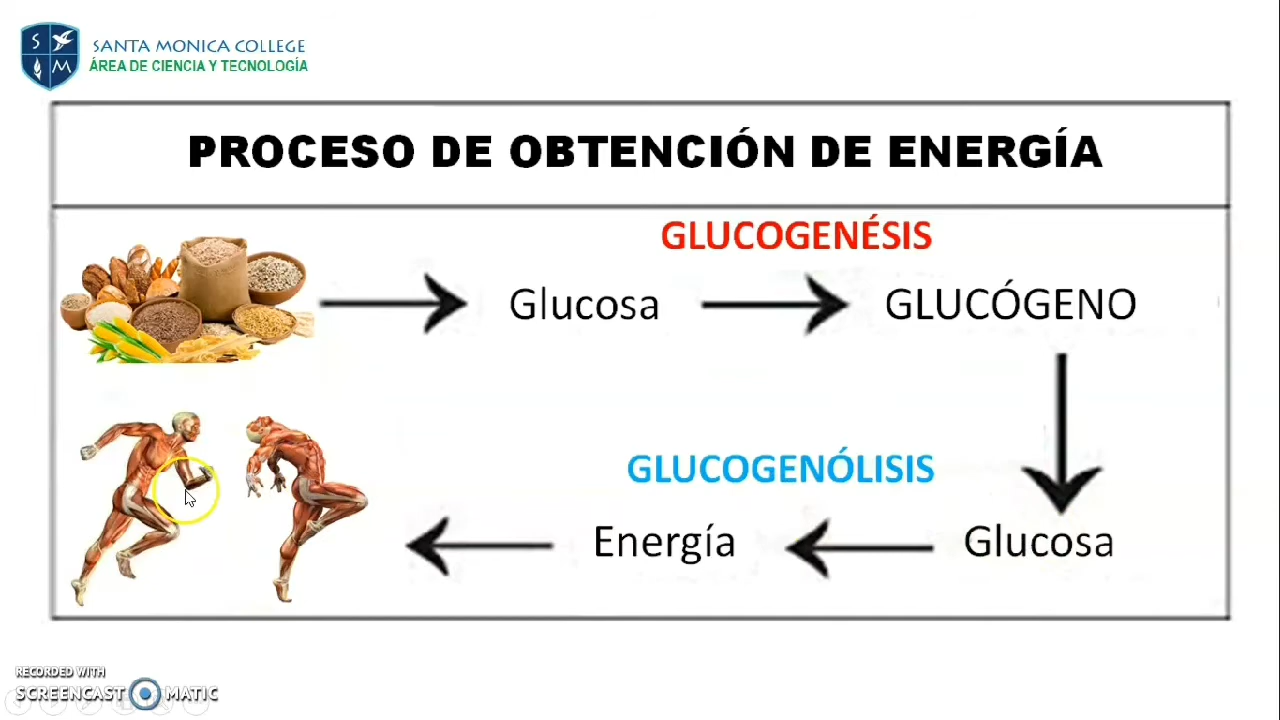 S
M
SANTA MONICA COLLEGE
ÁREA DE CIENCIA Y TECNOLOGÍA
PROCESO DE OBTENCIÓN DE ENERGÍA
GLUCOGENÉSIS
Glucosa
GLUCÓGENO
GLUCOGENÓLISIS
Energía
Glucosa
RECORDED WITH
SCREENCAST MATIC